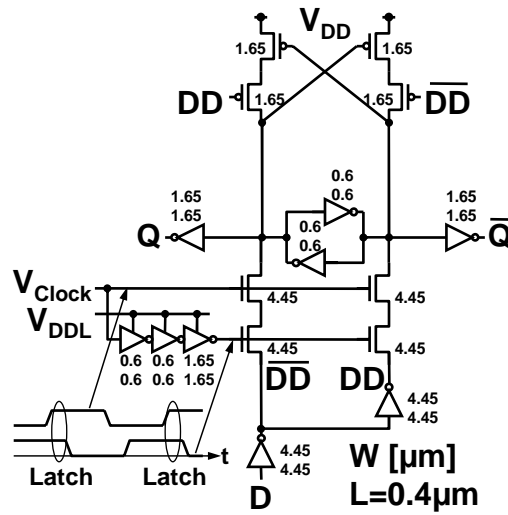 V_DD
1.65 1.65
DD 1.65 1.65 D̅D̅
0.6
0.6
1.65 1.65
1.65 0.6 1.65
Q 0.6 Q̅
V_Clock 4.45 4.45
V_DDL
4.45 4.45
0.6 0.6 1.65 D̅D̅ DD
0.6 0.6 1.65
4.45
4.45
t
Latch Latch
4.45
4.45
D
W [µm]
L=0.4µm